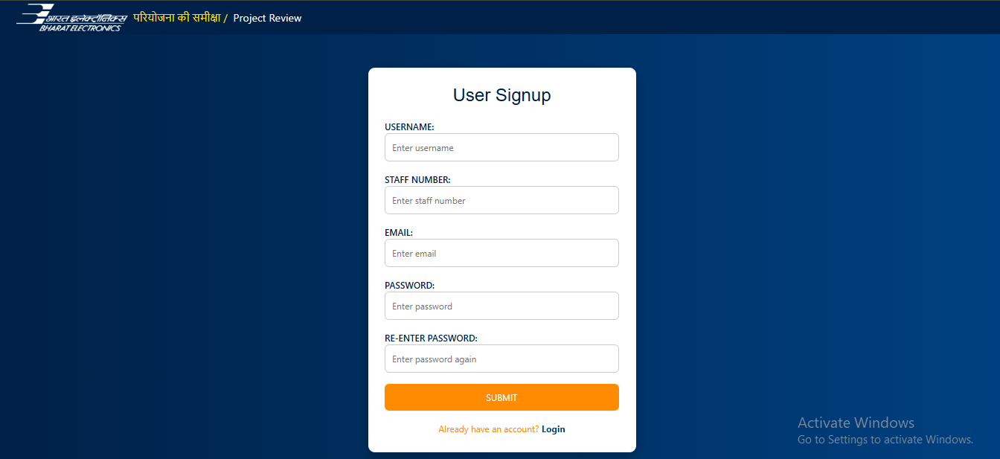 भारत इलेक्ट्रॉनिक्स
BHARAT ELECTRONICS
परियोजना की समीक्षा / Project Review
User Signup
USERNAME:
Enter username
STAFF NUMBER:
Enter staff number
EMAIL:
Enter email
PASSWORD:
Enter password
RE-ENTER PASSWORD:
Enter password again
SUBMIT
Already have an account? Login
Activate Windows
Go to Settings to activate Windows.